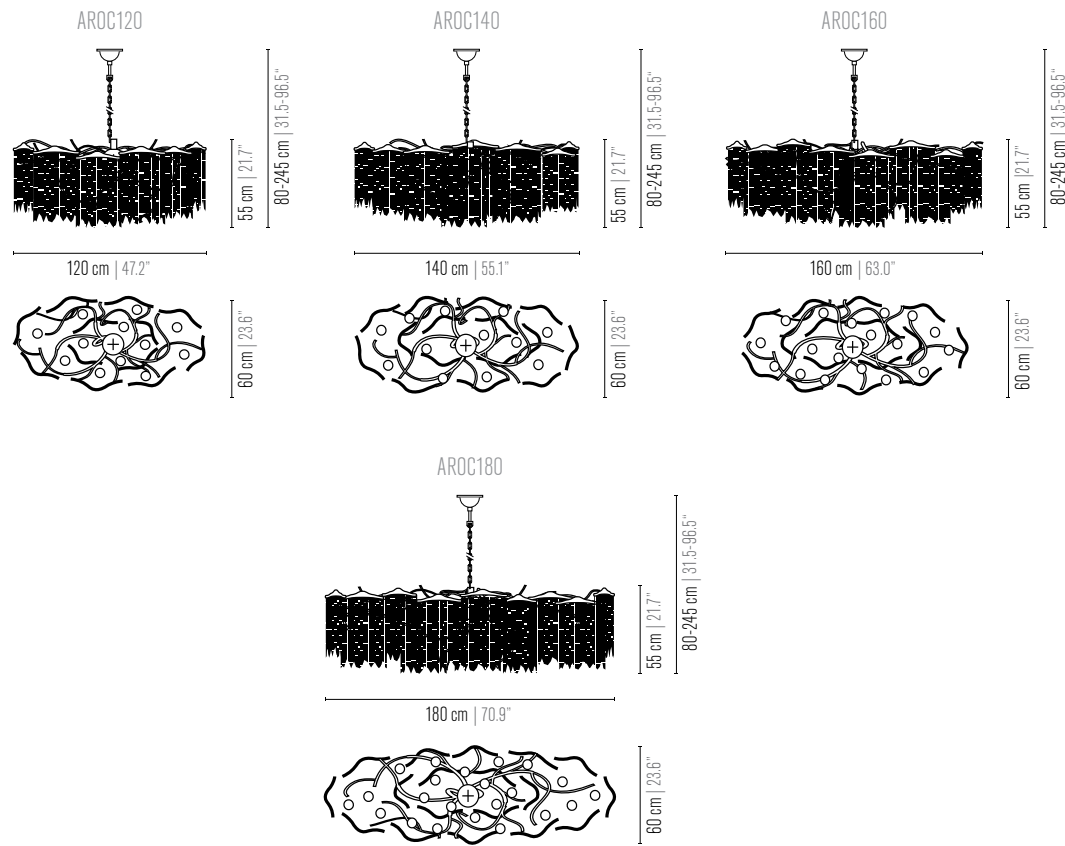 AROC120
55 cm | 21.7"
80-245 cm | 31.5-96.5"
120 cm | 47.2"
60 cm | 23.6"
AROC140
55 cm | 21.7"
80-245 cm | 31.5-96.5"
140 cm | 55.1"
60 cm | 23.6"
AROC160
55 cm |21.7"
80-245 cm | 31.5-96.5"
160 cm | 63.0"
60 cm | 23.6"
AROC180
55 cm | 21.7"
80-245 cm | 31.5-96.5"
180 cm | 70.9"
60 cm | 23.6"